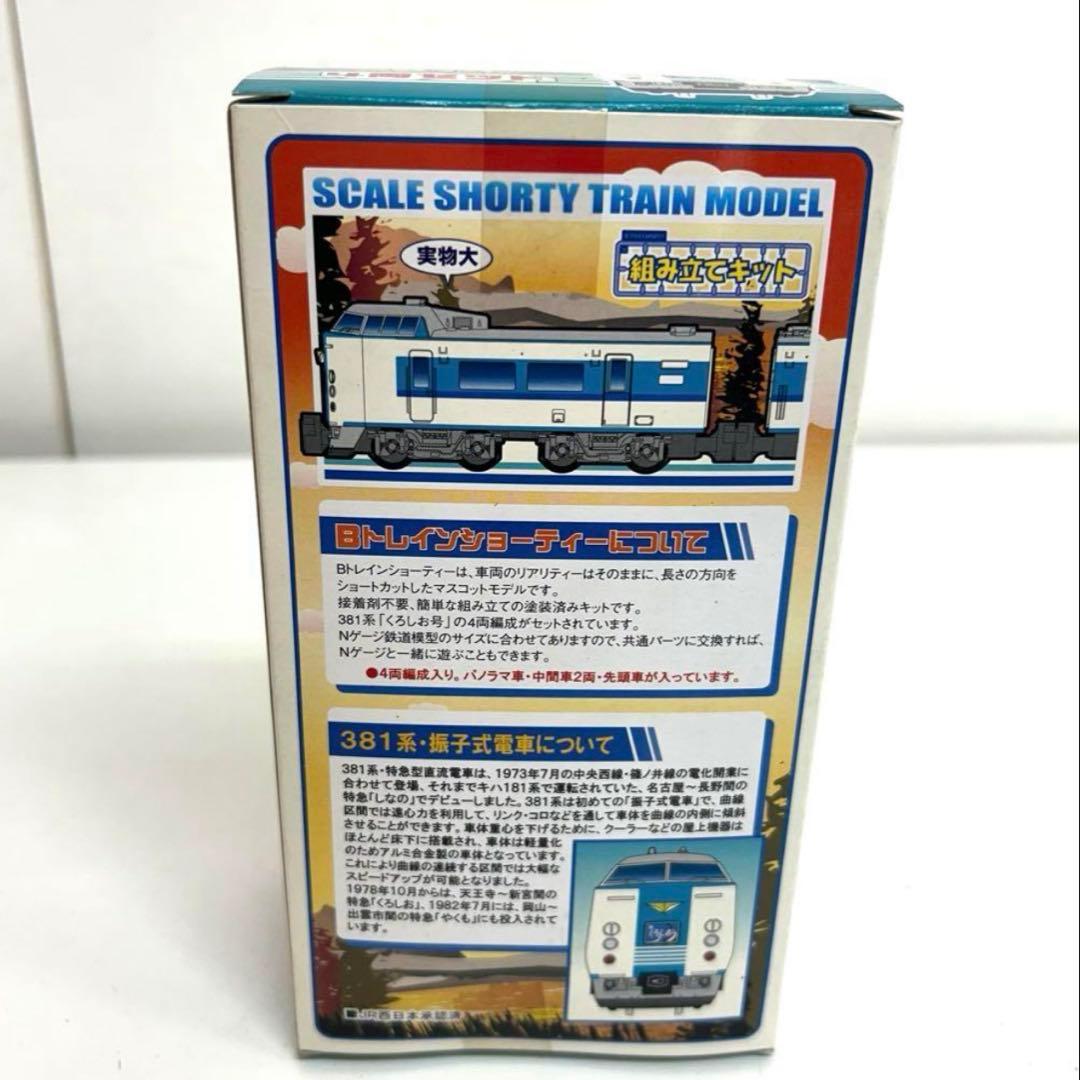 SCALE SHORTY TRAIN MODEL
実物大
組み立てキット
Bトレインショーティーについて
Bトレインショーティーは、車両のリアリティーはそのままに、長さの方向を
ショートカットしたマスコットモデルです。
接着剤不要、簡単な組み立ての塗装済みキットです。
381系「くろしお号」の4両編成がセットされています。
Nゲージ鉄道模型のサイズに合わせてありますので、共通パーツに交換すれば、
Nゲージと一緒に遊ぶこともできます。
●4両編成入り。パノラマ車・中間車2両・先頭車が入っています。
381系・振子式電車について
381系・特急型直流電車は、1973年7月の中央西線・篠ノ井線の電化開業に
合わせて登場、それまでキハ181系で運転されていた、名古屋〜長野間の
特急「しなの」でデビューしました。381系は初めての「振子式電車」で、曲線
区間では遠心力を利用して、リンク・コロなどを通して車体を曲線の内側に傾斜
させることができます。車体重心を下げるために、クーラーなどの屋上機器は
ほとんど床下に搭載され、車体は軽量化
のためアルミ合金製の車体となっています。
これにより曲線の連続する区間では大幅な
スピードアップが可能となりました。
1978年10月からは、天王寺〜新宮間の
特急「くろしお」、1982年7月には、岡山〜
出雲市間の特急「やくも」にも投入されて
います。
くろしお
■JR西日本承認済